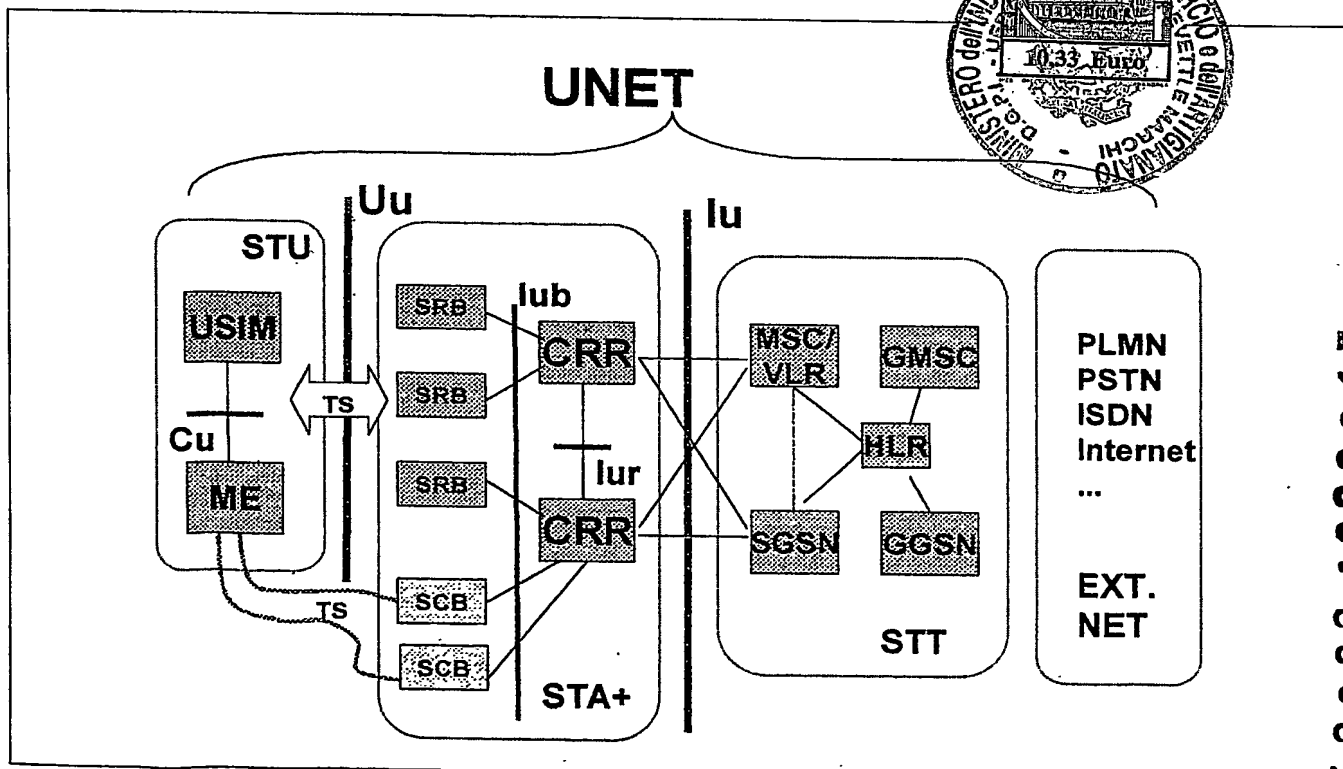 10,33 Euro
UNET
Uu
Iu
STU
USIM
Cu
ME
TS
TS
SRB
SRB
SRB
SCB
SCB
Iub
CRR
Iur
CRR
STA+
MSC/
VLR
GMSC
HLR
SGSN
GGSN
STT
PLMN
PSTN
ISDN
Internet
...
EXT.
NET